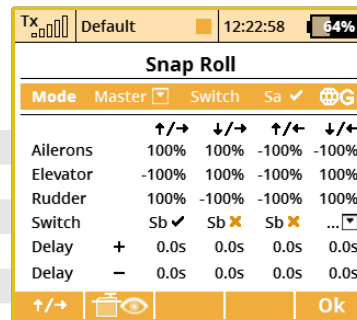 Tx Default 12:22:58 64%
Snap Roll
Mode Master Switch Sa ✔ G
↑/→ ↓/→ ↑/← ↓/←
Ailerons 100% 100% -100% -100%
Elevator -100% 100% -100% 100%
Rudder 100% -100% -100% 100%
Switch Sb ✔ Sb ✖ Sb ✖ ...
Delay + 0.0s 0.0s 0.0s 0.0s
Delay − 0.0s 0.0s 0.0s 0.0s
↑/→ Ok